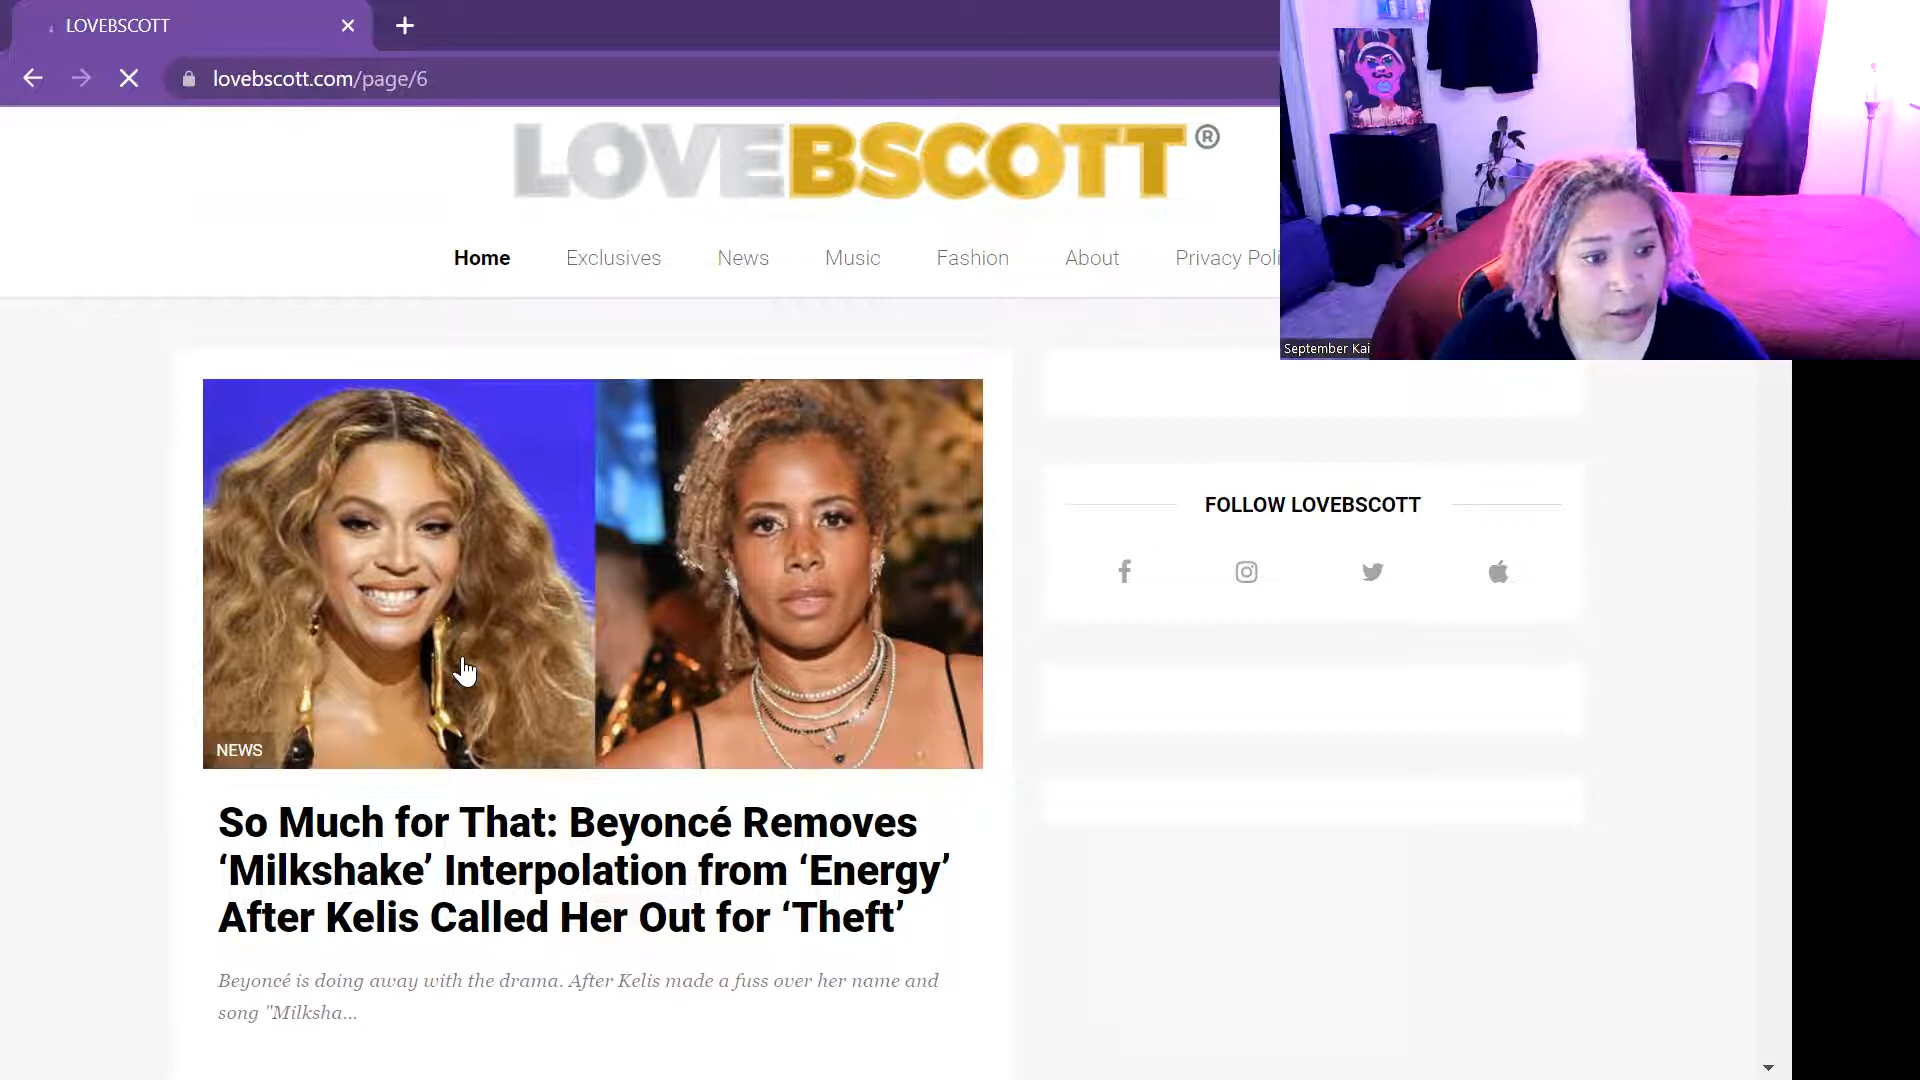 LOVEBSCOTT
lovebscott.com/page/6
LOVEBSCOTT®
Home Exclusives News Music Fashion About Privacy Poli
September Kai
FOLLOW LOVEBSCOTT
NEWS
So Much for That: Beyoncé Removes
‘Milkshake’ Interpolation from ‘Energy’
After Kelis Called Her Out for ‘Theft’
Beyoncé is doing away with the drama. After Kelis made a fuss over her name and
song "Milksha...